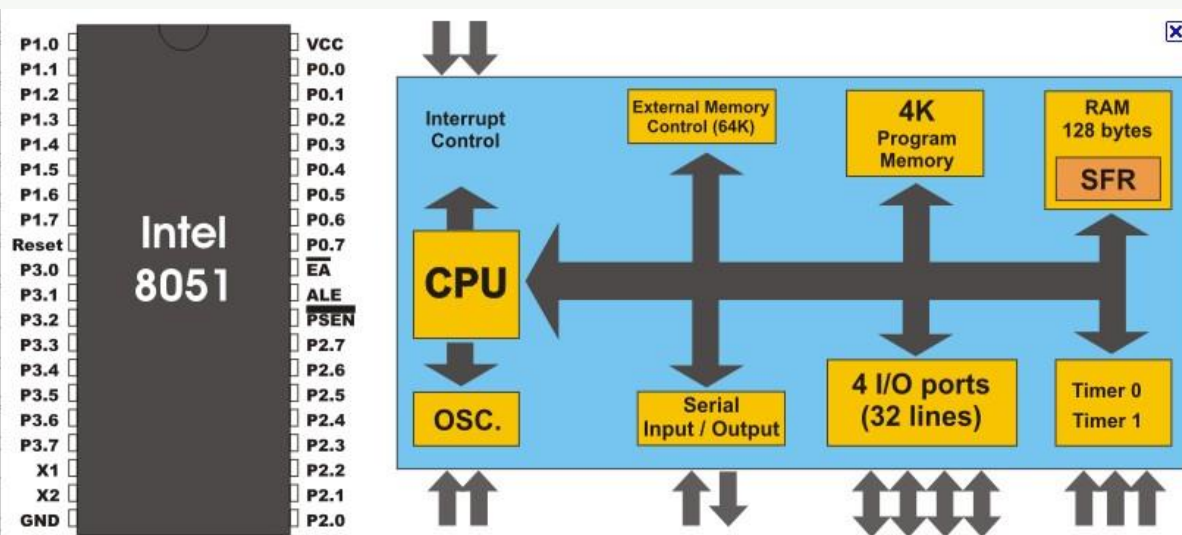 P1.0
P1.1
P1.2
P1.3
P1.4
P1.5
P1.6
P1.7
Reset
P3.0
P3.1
P3.2
P3.3
P3.4
P3.5
P3.6
P3.7
X1
X2
GND
Intel
8051
VCC
P0.0
P0.1
P0.2
P0.3
P0.4
P0.5
P0.6
P0.7
EA
ALE
PSEN
P2.7
P2.6
P2.5
P2.4
P2.3
P2.2
P2.1
P2.0
Interrupt
Control
External Memory
Control (64K)
4K
Program
Memory
RAM
128 bytes
SFR
CPU
OSC.
Serial
Input / Output
4 I/O ports
(32 lines)
Timer 0
Timer 1